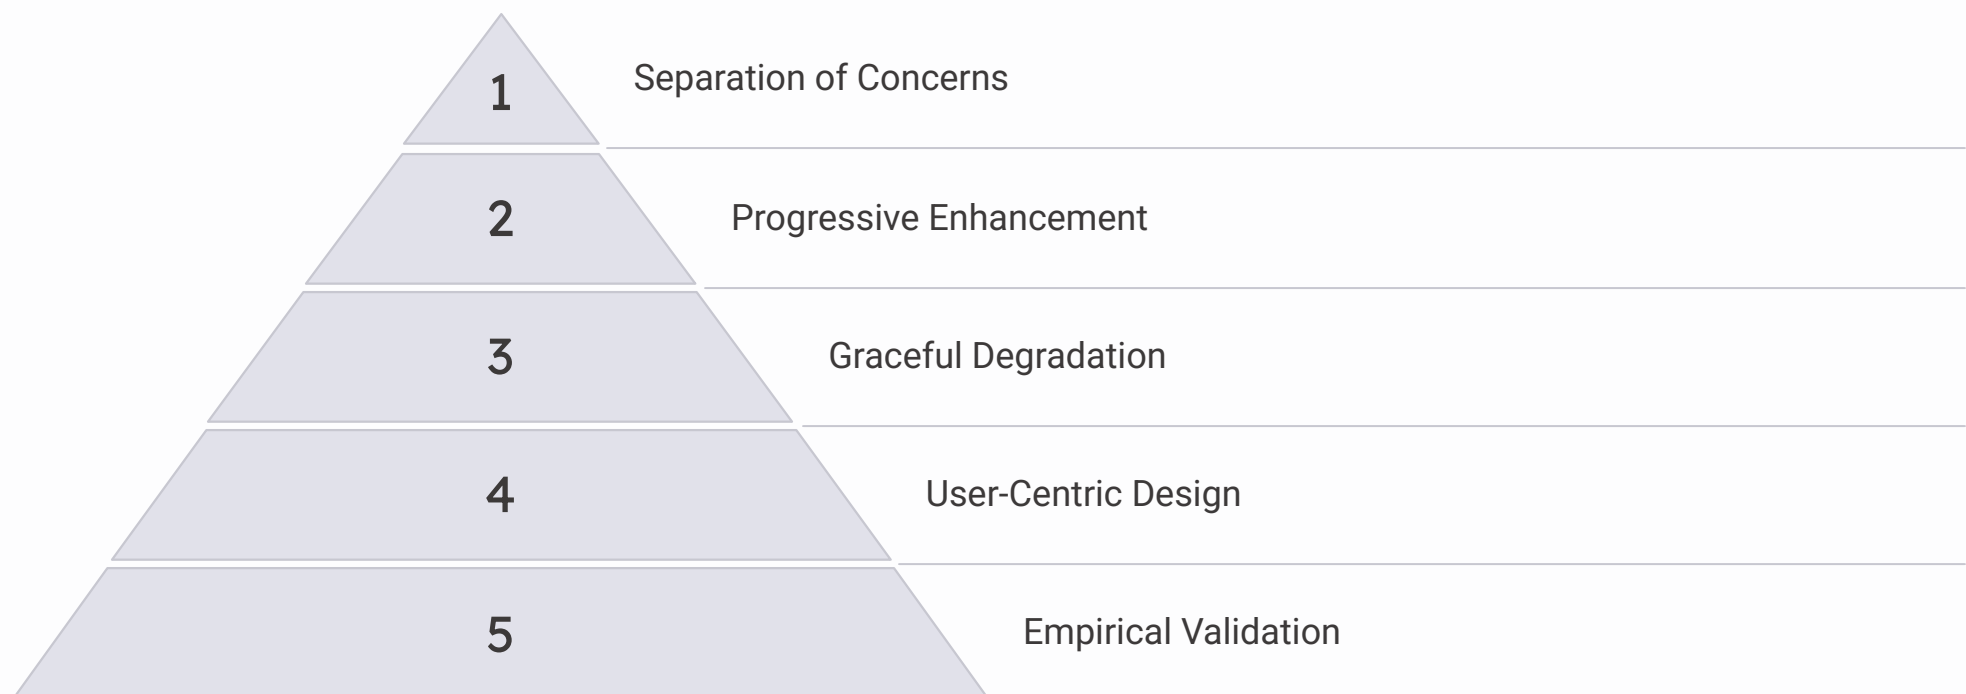 1
Separation of Concerns
2
Progressive Enhancement
3
Graceful Degradation
4
User-Centric Design
5
Empirical Validation